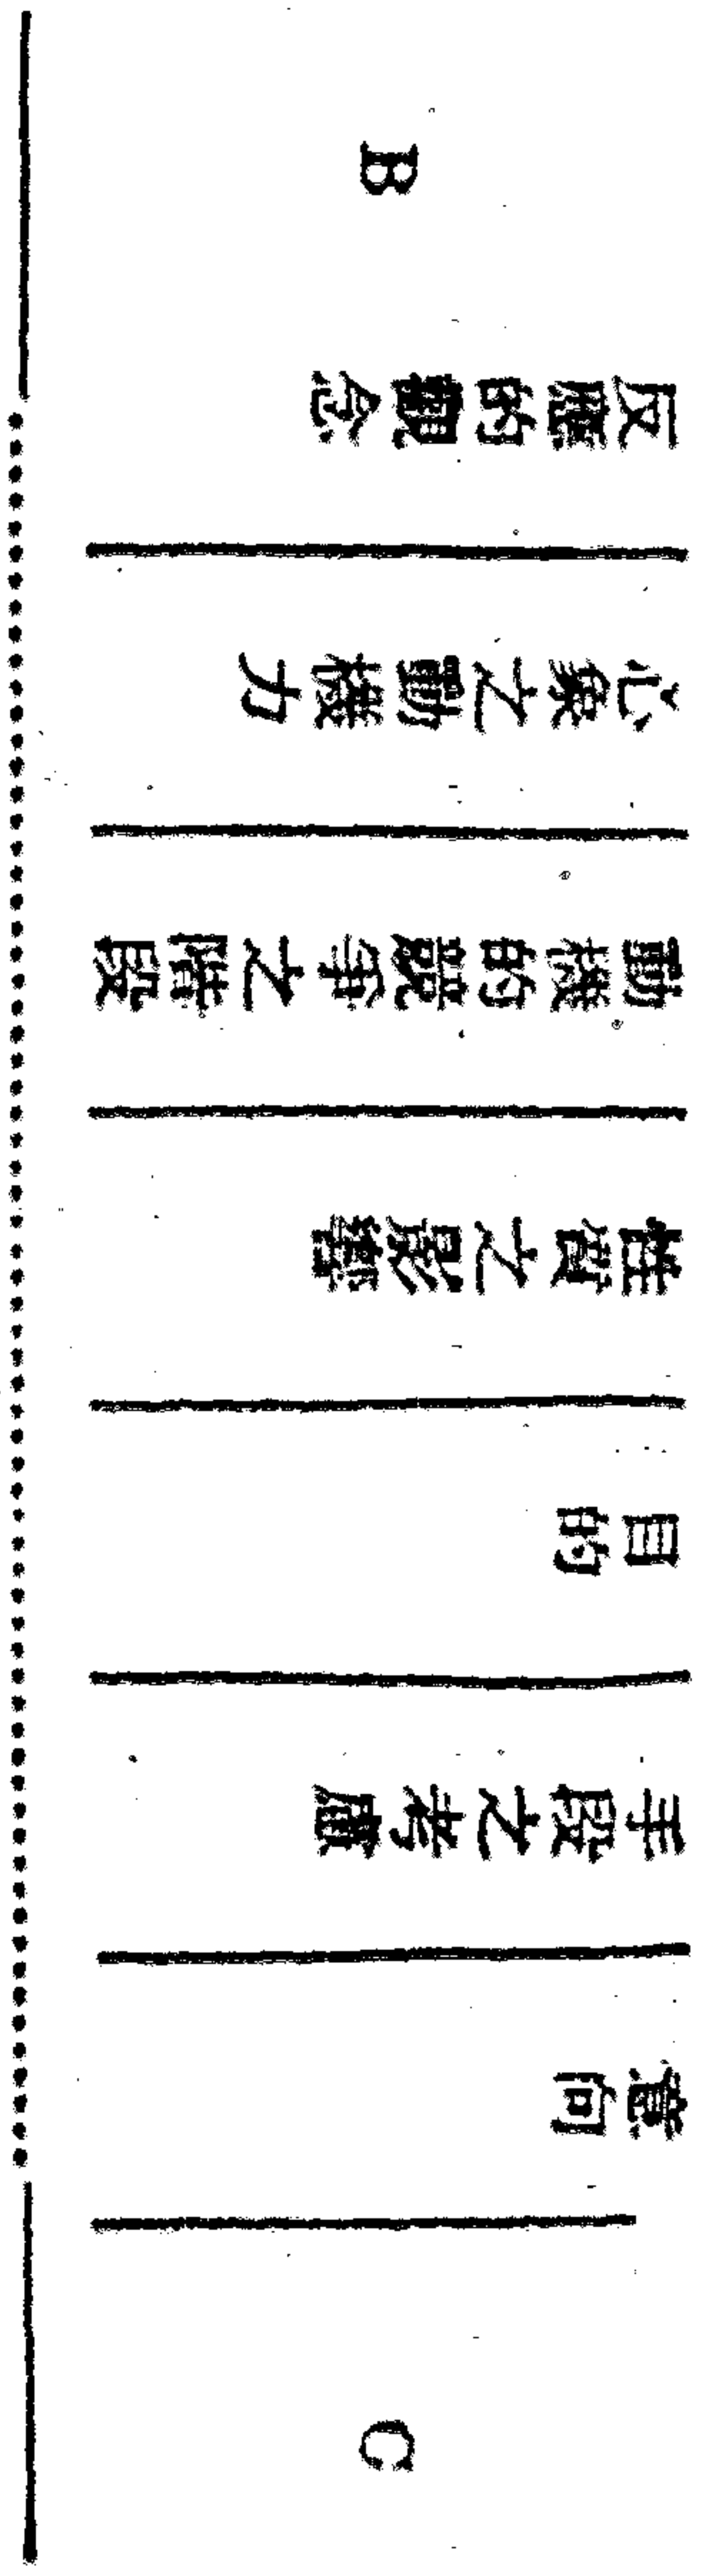 B
反應的觀念
心象之動機力
動機的競爭之階段
性質之影響
目的
手段之考慮
意向
C